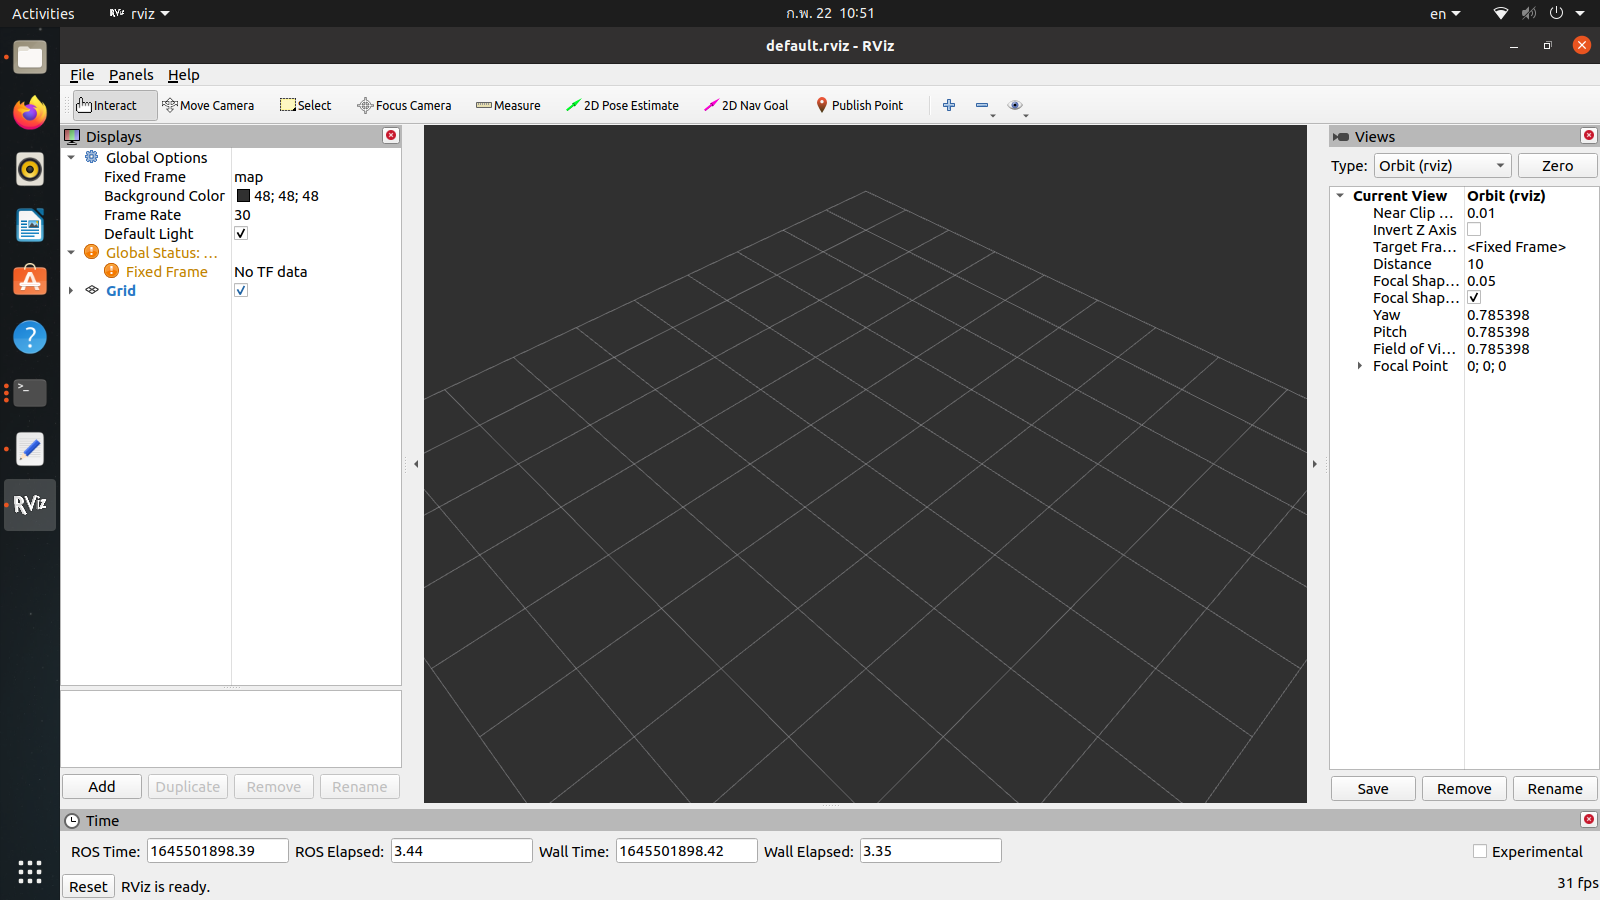 Activities
RViz rviz
ก.พ. 22 10:51
en
default.rviz - RViz
File Panels Help
Interact Move Camera Select Focus Camera Measure 2D Pose Estimate 2D Nav Goal Publish Point
Displays
Global Options
Fixed Frame map
Background Color 48; 48; 48
Frame Rate 30
Default Light
Global Status: ...
Fixed Frame No TF data
Grid
Add Duplicate Remove Rename
Views
Type: Orbit (rviz) Zero
Current View Orbit (rviz)
Near Clip ... 0.01
Invert Z Axis
Target Fra... <Fixed Frame>
Distance 10
Focal Shap... 0.05
Focal Shap...
Yaw 0.785398
Pitch 0.785398
Field of Vi... 0.785398
Focal Point 0; 0; 0
Save Remove Rename
RViz
Time
ROS Time: 1645501898.39 ROS Elapsed: 3.44 Wall Time: 1645501898.42 Wall Elapsed: 3.35 Experimental
Reset RViz is ready. 31 fps